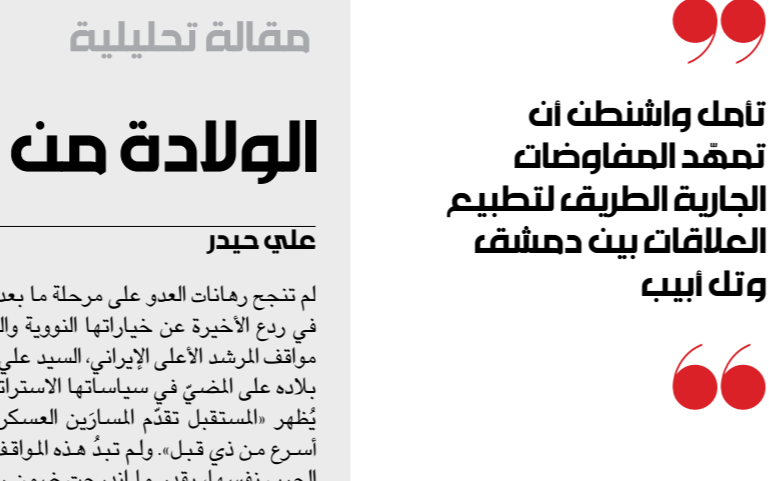 تأمل واشنطن أن
تمهّد المفاوضات
الجارية الطريق لتطبيع
العلاقات بين دمشق
وتل أبيب
مقالة تحليلية
الولادة من
علي حيدر
لم تنجح رهانات العدو على مرحلة ما بعد
في ردع الأخيرة عن خياراتها النووية وال
مواقف المرشد الأعلى الإيراني، السيد علي
بلاده على المضيّ في سياساتها الاسترات
يُظهر «المستقبل تقدّم المسارَين العسكر
أسرع من ذي قبل». ولم تبدُ هذه المواقف